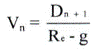 Vₙ = Dₙ ₊ ₁ / (Rₑ - g)